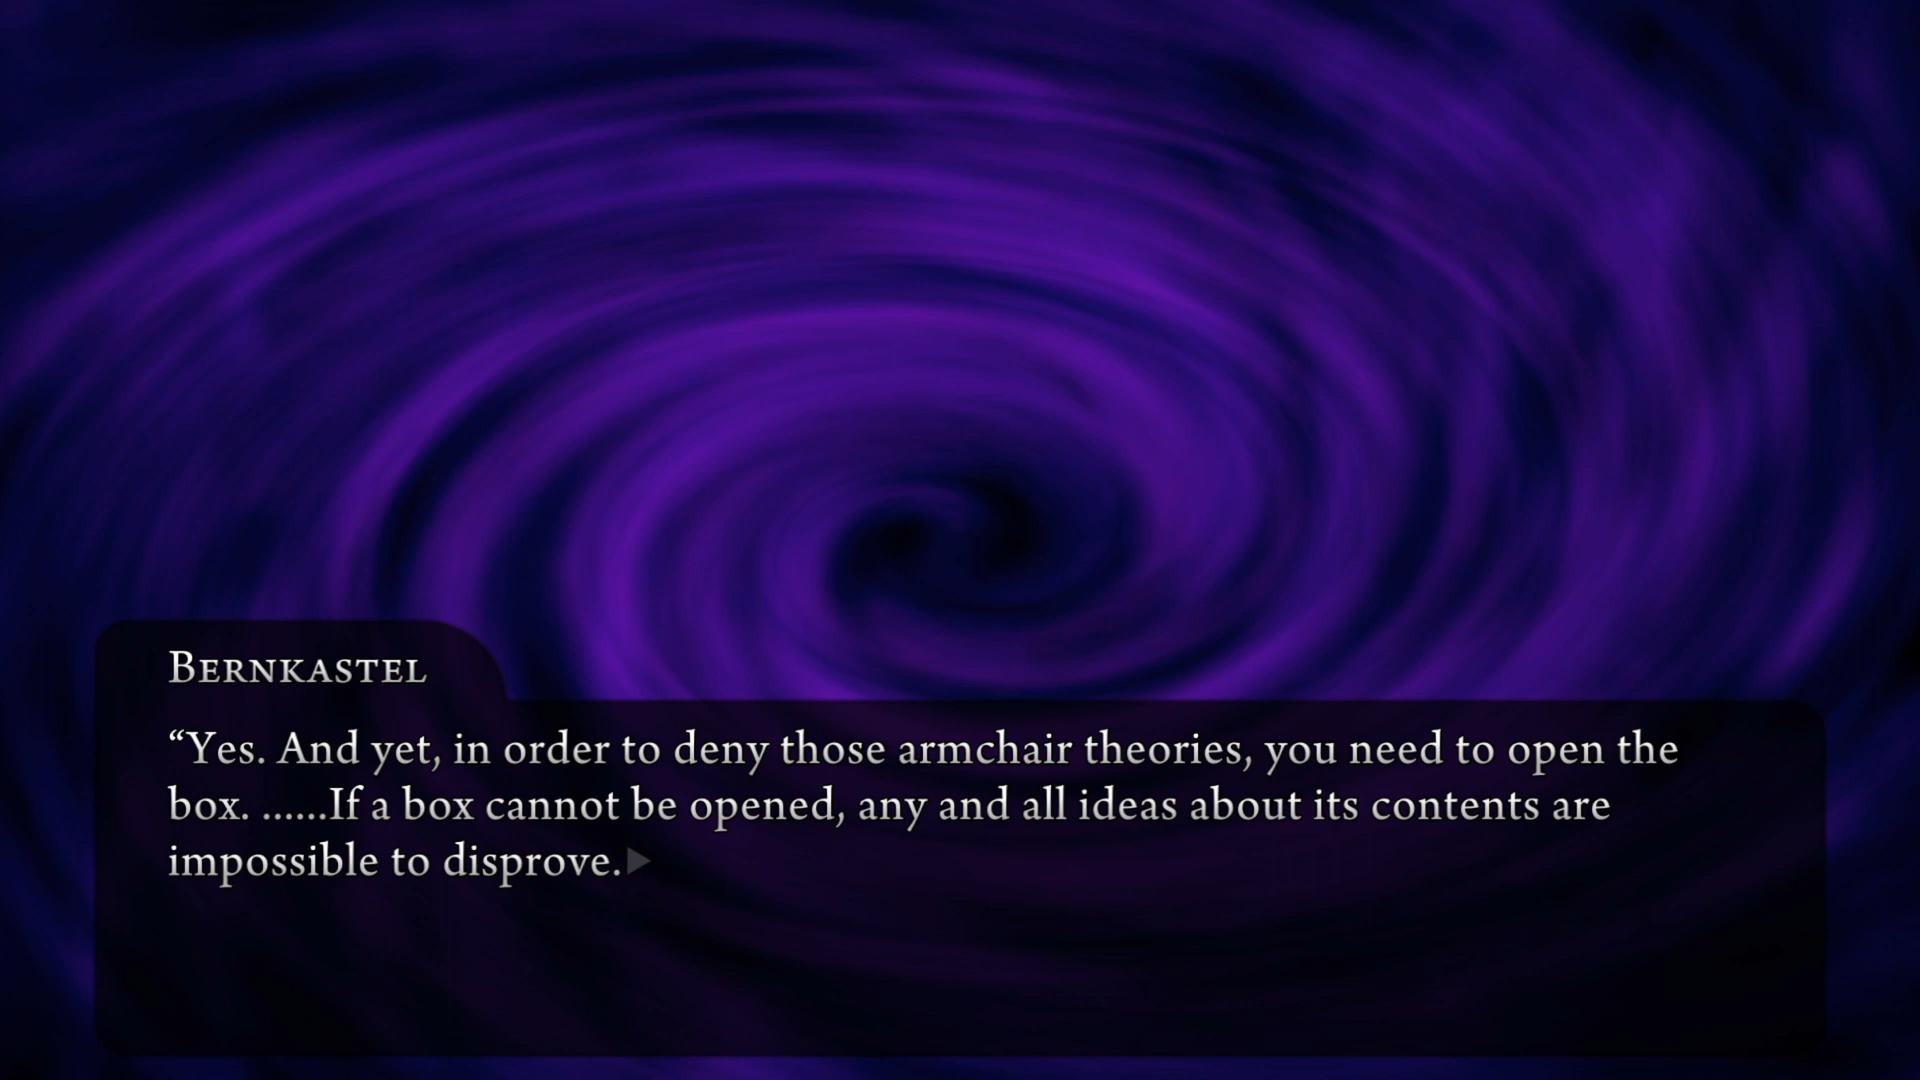 Bernkastel
“Yes. And yet, in order to deny those armchair theories, you need to open the
box. ......If a box cannot be opened, any and all ideas about its contents are
impossible to disprove.